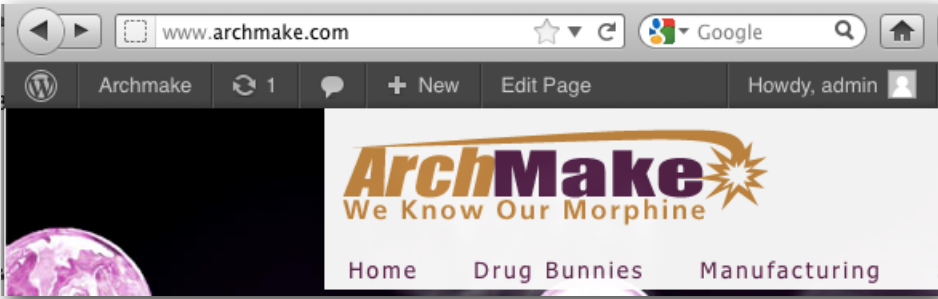 www.archmake.com Google
Archmake 1 New Edit Page Howdy, admin
ArchMake
We Know Our Morphine
Home Drug Bunnies Manufacturing